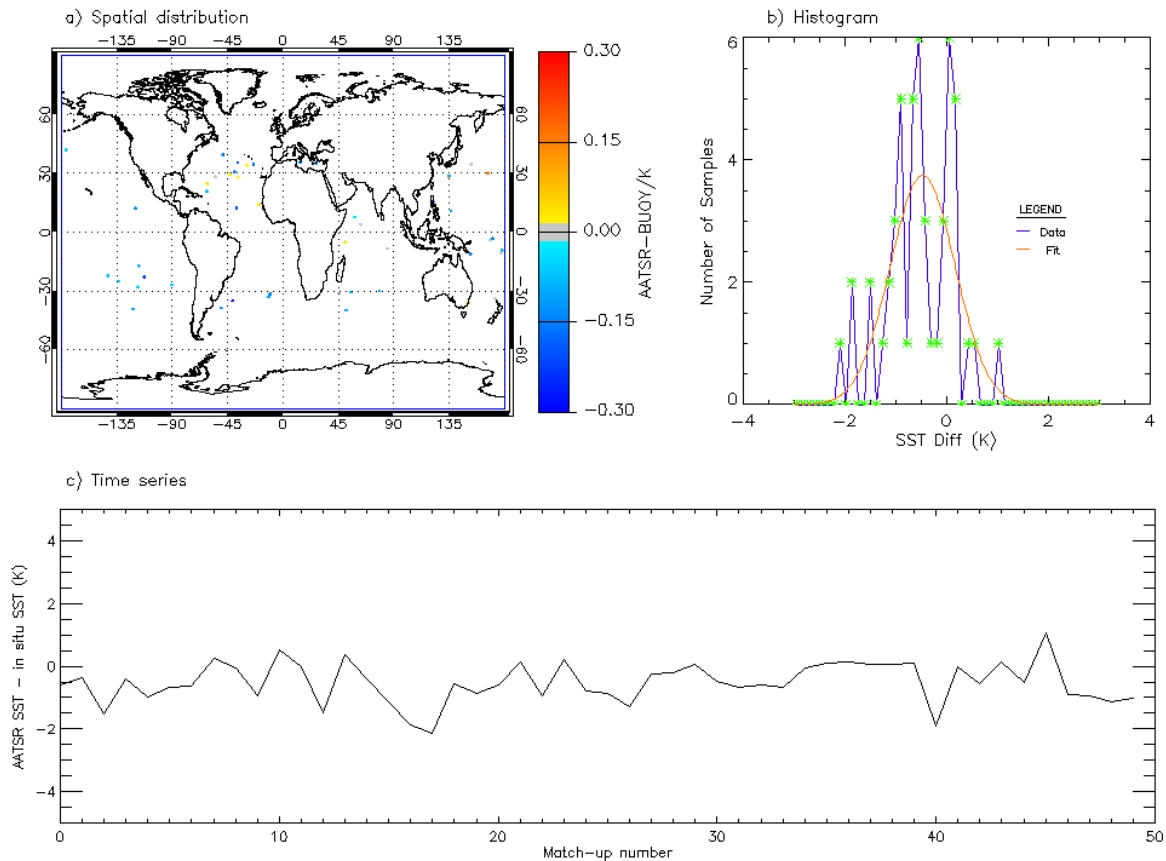 a) Spatial distribution
-135 -90 -45 0 45 90 135
60 60
30 30
0 0
-30 -30
-60 -60
-135 -90 -45 0 45 90 135
0.30
0.15
0.00
-0.15
-0.30
AATSR-BUOY/K
b) Histogram
6
4
2
0
Number of Samples
-4 -2 0 2 4
SST Diff (K)
LEGEND
Data
Fit
c) Time series
4
2
0
-2
-4
AATSR SST - in situ SST (K)
0 10 20 30 40 50
Match-up number